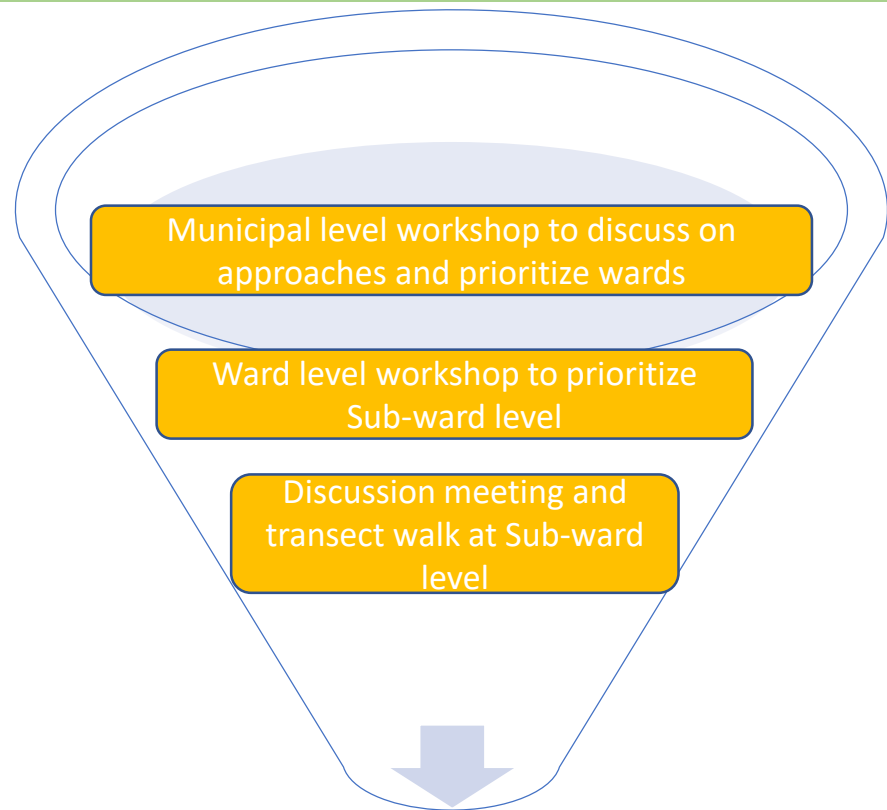 Municipal level workshop to discuss on
approaches and prioritize wards
Ward level workshop to prioritize
Sub-ward level
Discussion meeting and
transect walk at Sub-ward
level